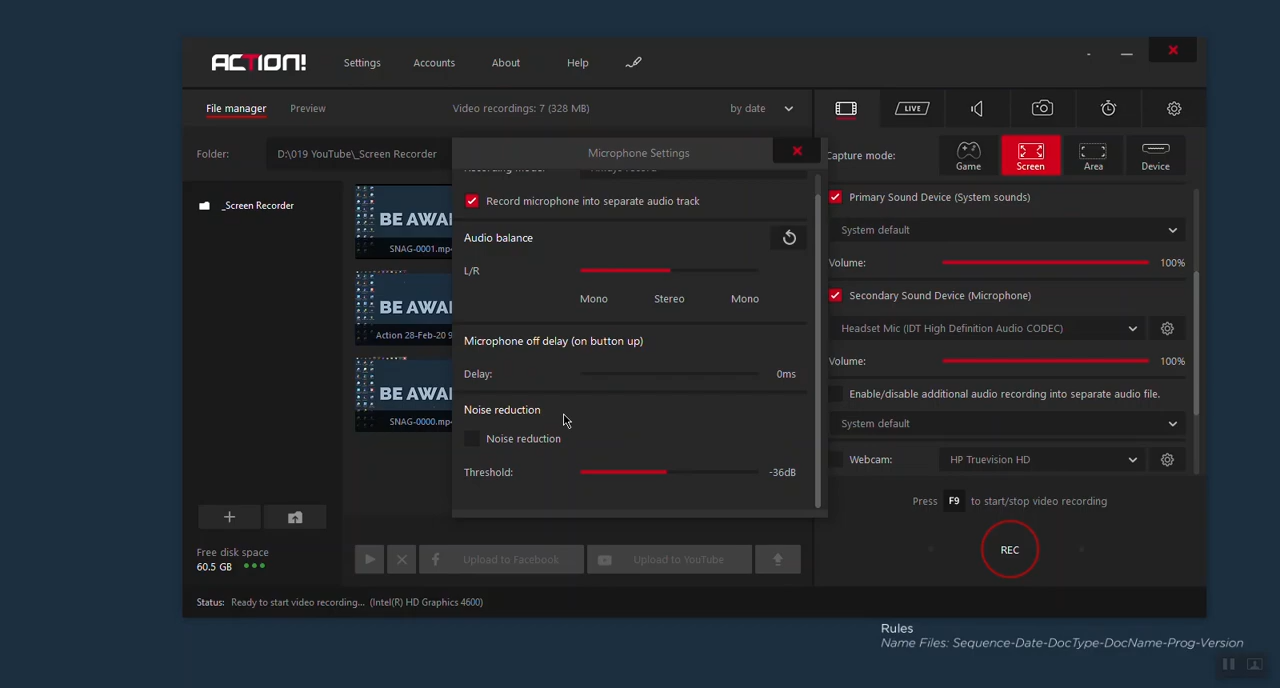 ACTION!
Settings
Accounts
About
Help
File manager
Preview
Video recordings: 7 (328 MB)
by date
LIVE
Folder:
D:\019 YouTube\_Screen Recorder
Microphone Settings
Capture mode:
Game
Screen
Area
Device
_Screen Recorder
Record microphone into separate audio track
Audio balance
L/R
Mono
Stereo
Mono
Microphone off delay (on button up)
Delay:
0ms
Noise reduction
Noise reduction
Threshold:
-36dB
BE AWAR
SNAG-0001.mp4
BE AWAR
Action 28-Feb-20 9
BE AWAR
SNAG-0000.mp4
Primary Sound Device (System sounds)
System default
Volume:
100%
Secondary Sound Device (Microphone)
Headset Mic (IDT High Definition Audio CODEC)
Volume:
100%
Enable/disable additional audio recording into separate audio file.
System default
Webcam:
HP Truevision HD
Press F9 to start/stop video recording
REC
Free disk space
60.5 GB
Upload to Facebook
Upload to YouTube
Status: Ready to start video recording... (Intel(R) HD Graphics 4600)
Rules
Name Files: Sequence-Date-DocType-DocName-Prog-Version